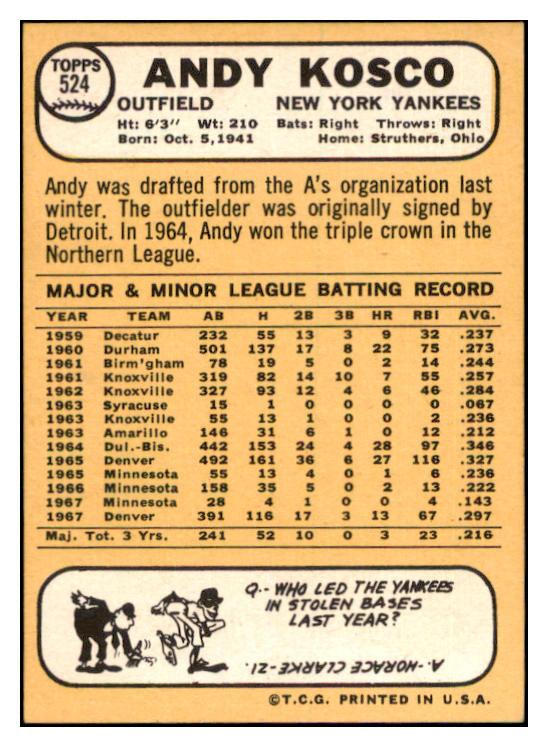 TOPPS
524
ANDY KOSCO
OUTFIELD NEW YORK YANKEES
Ht: 6'3" Wt: 210 Bats: Right Throws: Right
Born: Oct. 5, 1941 Home: Struthers, Ohio
Andy was drafted from the A's organization last
winter. The outfielder was originally signed by
Detroit. In 1964, Andy won the triple crown in the
Northern League.
MAJOR & MINOR LEAGUE BATTING RECORD
YEAR TEAM AB H 2B 3B HR RBI AVG.
1959 Decatur 232 55 13 3 9 32 .237
1960 Durham 501 137 17 8 22 75 .273
1961 Birm'gham 78 19 5 0 2 14 .244
1961 Knoxville 319 82 14 10 7 55 .257
1962 Knoxville 327 93 12 4 6 46 .284
1963 Syracuse 15 1 0 0 0 0 .067
1963 Knoxville 55 13 1 0 0 2 .236
1963 Amarillo 146 31 6 1 0 12 .212
1964 Dul.-Bis. 442 153 24 4 28 97 .346
1965 Denver 492 161 36 6 27 116 .327
1965 Minnesota 55 13 4 0 1 6 .236
1966 Minnesota 158 35 5 0 2 13 .222
1967 Minnesota 28 4 1 0 0 4 .143
1967 Denver 391 116 17 3 13 67 .297
Maj. Tot. 3 Yrs. 241 52 10 0 3 23 .216
Q.-- WHO LED THE YANKEES
IN STOLEN BASES
LAST YEAR?
A.-HORACE CLARKE-21.
©T.C.G. PRINTED IN U.S.A.